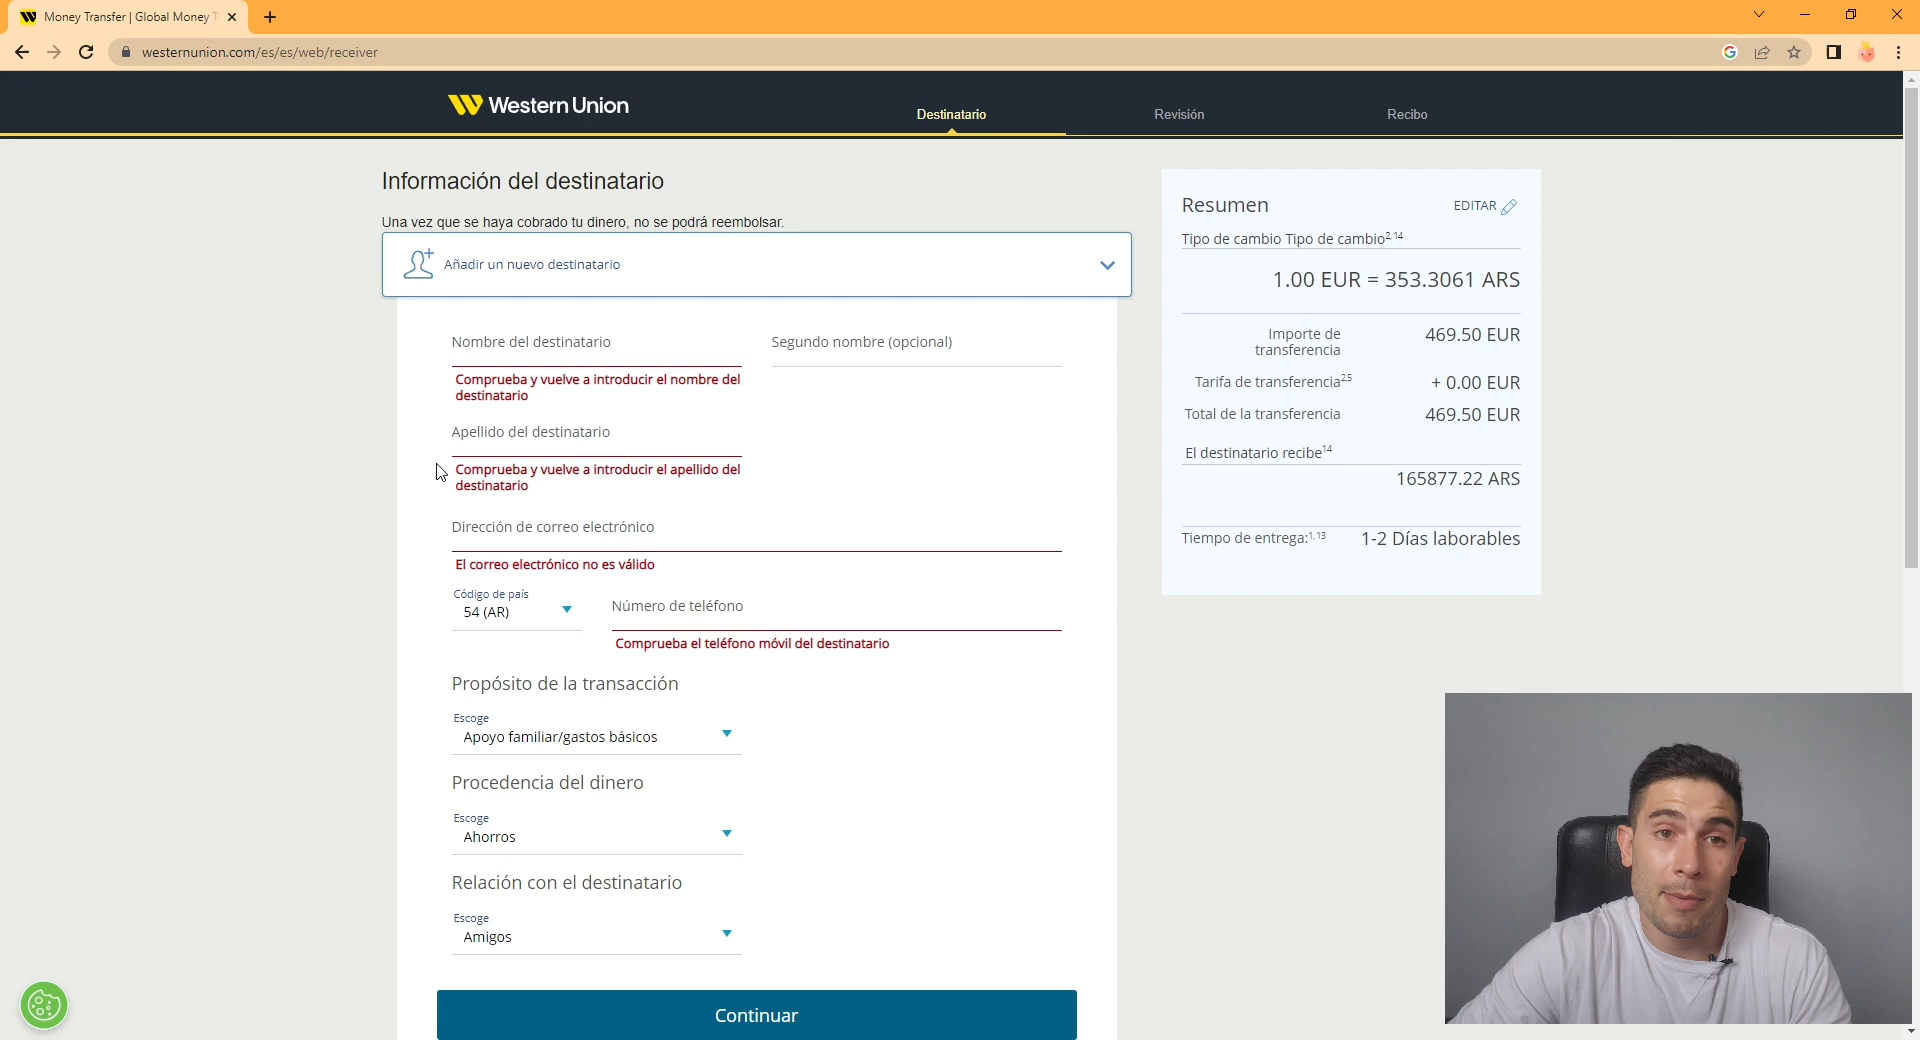 Money Transfer | Global Money T
westernunion.com/es/es/web/receiver
Western Union
Destinatario
Revisión
Recibo
Información del destinatario
Una vez que se haya cobrado tu dinero, no se podrá reembolsar.
Añadir un nuevo destinatario
Nombre del destinatario
Segundo nombre (opcional)
Comprueba y vuelve a introducir el nombre del
destinatario
Apellido del destinatario
Comprueba y vuelve a introducir el apellido del
destinatario
Dirección de correo electrónico
El correo electrónico no es válido
Código de país
54 (AR)
Número de teléfono
Comprueba el teléfono móvil del destinatario
Propósito de la transacción
Escoge
Apoyo familiar/gastos básicos
Procedencia del dinero
Escoge
Ahorros
Relación con el destinatario
Escoge
Amigos
Continuar
Resumen
EDITAR
Tipo de cambio Tipo de cambio2,14
1.00 EUR = 353.3061 ARS
Importe de
transferencia
469.50 EUR
Tarifa de transferencia2,5
+ 0.00 EUR
Total de la transferencia
469.50 EUR
El destinatario recibe14
165877.22 ARS
Tiempo de entrega:1,13
1-2 Días laborables